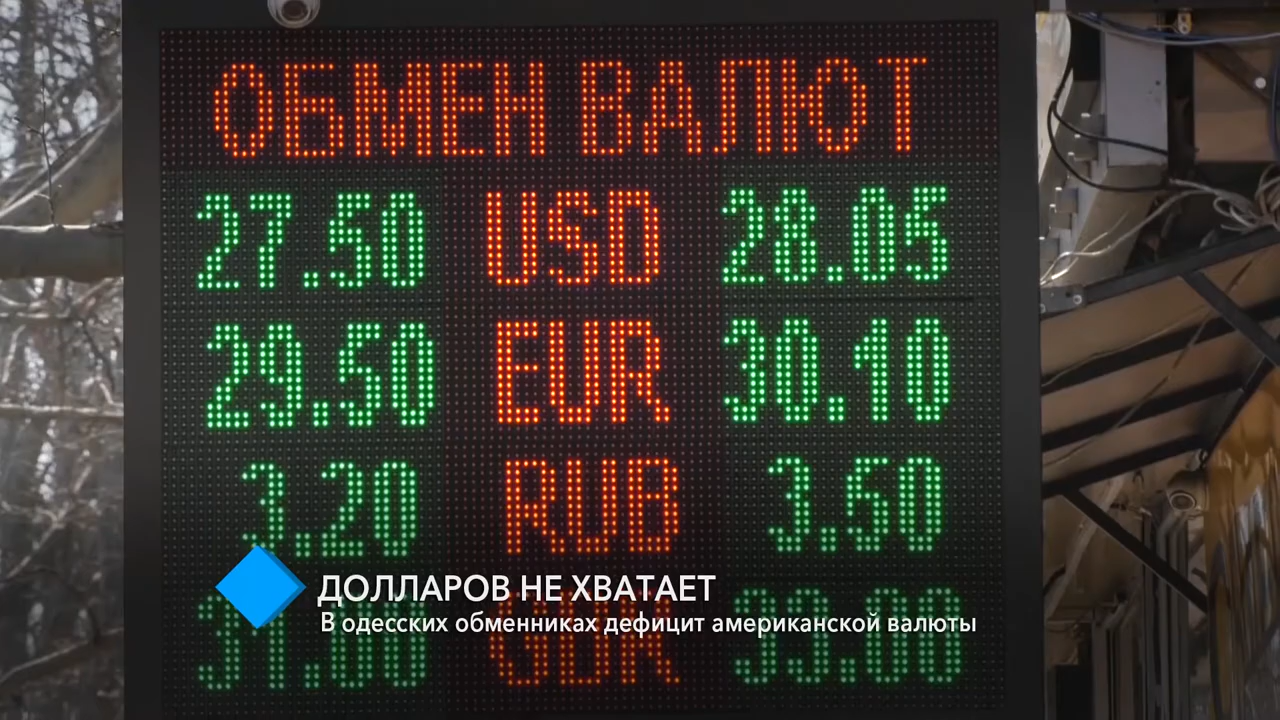 ОБМЕН ВАЛЮТ
27.50 USD 28.05
29.50 EUR 30.10
3.20 RUB 3.50
ДОЛЛАРОВ НЕ ХВАТАЕТ
В одесских обменниках дефицит американской валюты